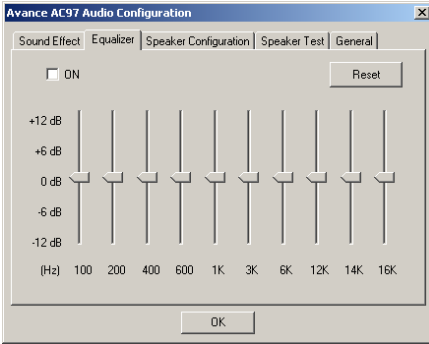 Avance AC97 Audio Configuration
Sound Effect Equalizer Speaker Configuration Speaker Test General
ON Reset
+12 dB
+6 dB
0 dB
-6 dB
-12 dB
(Hz) 100 200 400 600 1K 3K 6K 12K 14K 16K
OK